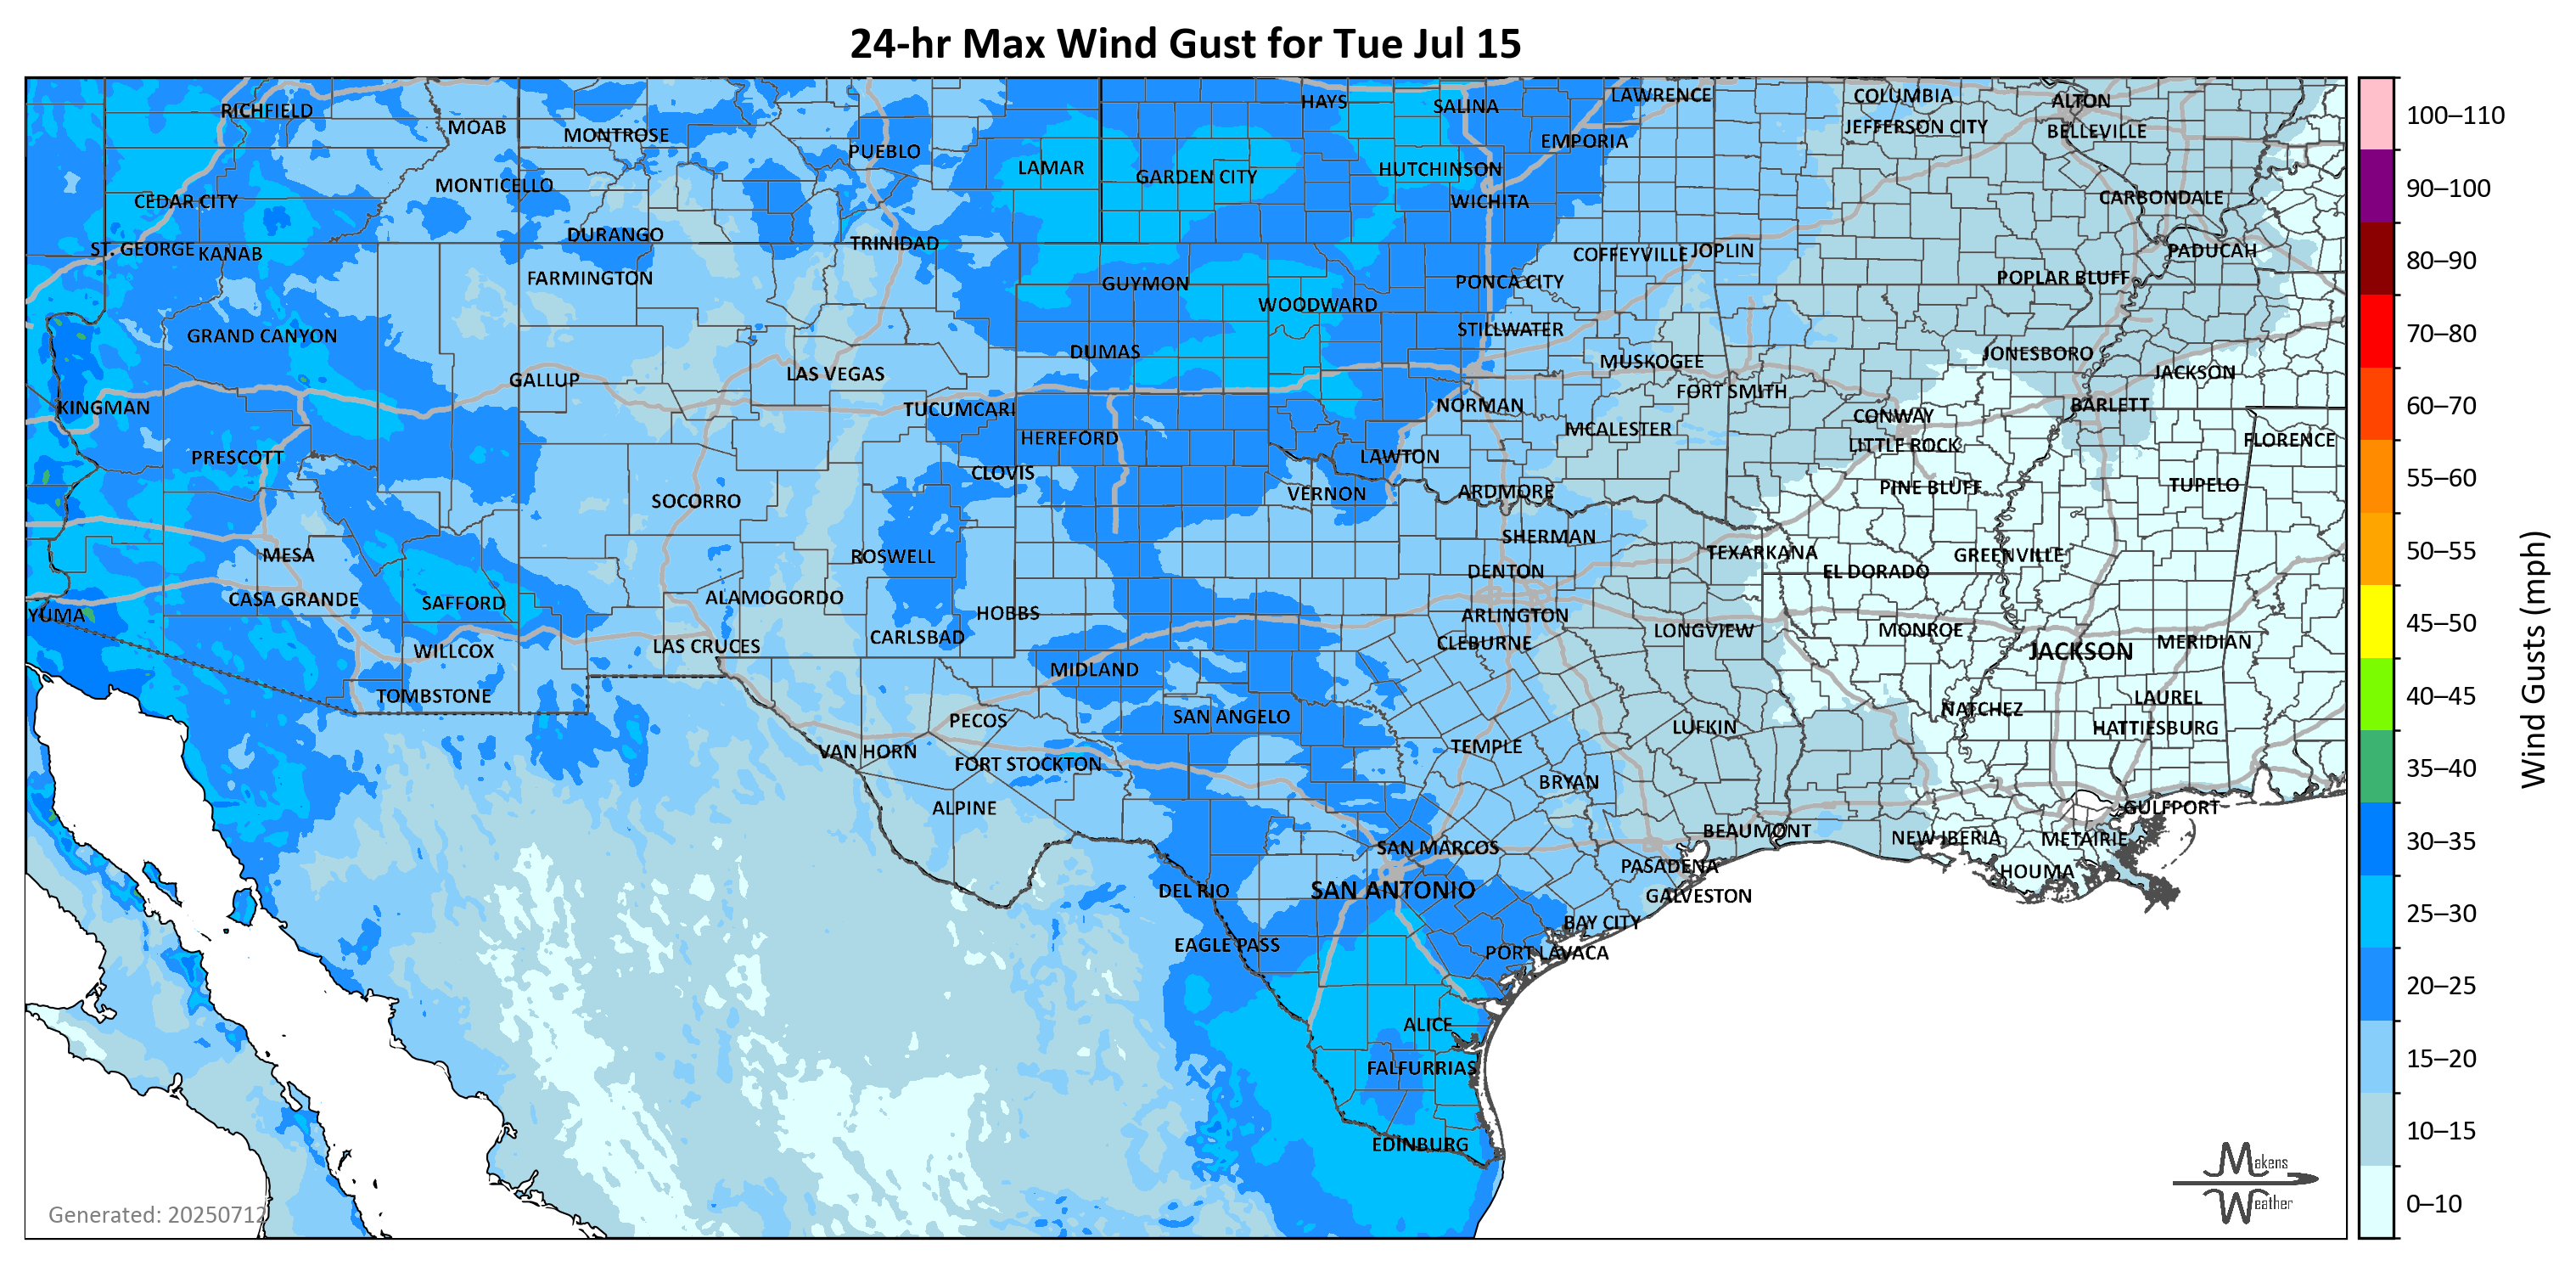 24-hr Max Wind Gust for Tue Jul 15
RICHFIELD
MOAB
MONTROSE
PUEBLO
LAMAR
HAYS
SALINA
LAWRENCE
COLUMBIA
ALTON
JEFFERSON CITY
BELLEVILLE
EMPORIA
GARDEN CITY
HUTCHINSON
MONTICELLO
CEDAR CITY
WICHITA
CARBONDALE
DURANGO
TRINIDAD
ST. GEORGE
KANAB
COFFEYVILLE
JOPLIN
PADUCAH
FARMINGTON
GUYMON
PONCA CITY
POPLAR BLUFF
WOODWARD
GRAND CANYON
STILLWATER
DUMAS
MUSKOGEE
JONESBORO
GALLUP
LAS VEGAS
JACKSON
FORT SMITH
KINGMAN
TUCUMCARI
NORMAN
BARLETT
CONWAY
HEREFORD
MCALESTER
LITTLE ROCK
FLORENCE
PRESCOTT
CLOVIS
LAWTON
SOCORRO
VERNON
ARDMORE
PINE BLUFF
TUPELO
MESA
ROSWELL
SHERMAN
TEXARKANA
GREENVILLE
DENTON
EL DORADO
CASA GRANDE
SAFFORD
ALAMOGORDO
HOBBS
ARLINGTON
YUMA
WILLCOX
LAS CRUCES
CARLSBAD
CLEBURNE
LONGVIEW
MONROE
JACKSON
MERIDIAN
TOMBSTONE
MIDLAND
LAUREL
PECOS
SAN ANGELO
NATCHEZ
HATTIESBURG
LUFKIN
VAN HORN
FORT STOCKTON
TEMPLE
BRYAN
ALPINE
GULFPORT
SAN MARCOS
BEAUMONT
NEW IBERIA
METAIRIE
PASADENA
HOUMA
DEL RIO
SAN ANTONIO
GALVESTON
BAY CITY
EAGLE PASS
PORT LAVACA
ALICE
FALFURRIAS
EDINBURG
Generated: 20250712
Makens
Weather
100–110
90–100
80–90
70–80
60–70
55–60
50–55
45–50
40–45
35–40
30–35
25–30
20–25
15–20
10–15
0–10
Wind Gusts (mph)